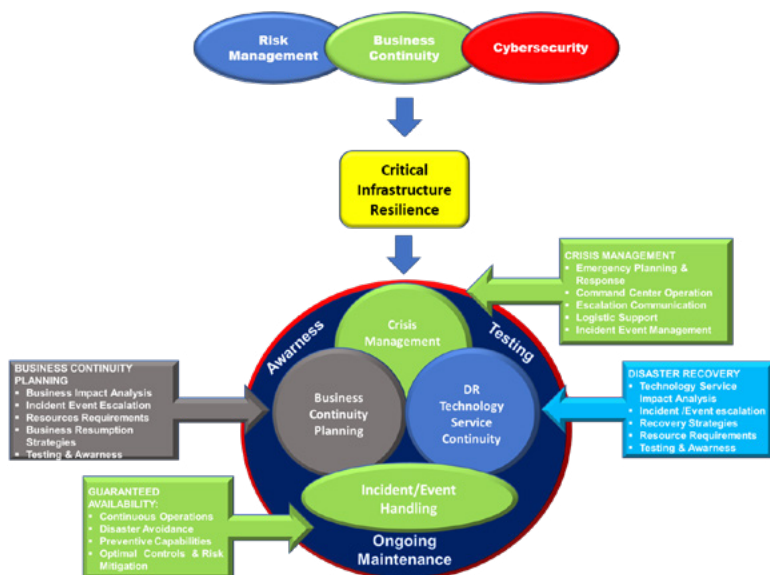 Risk
Management
Business
Continuity
Cybersecurity
Critical
Infrastructure
Resilience
CRISIS MANAGEMENT
▪ Emergency Planning &
Response
▪ Command Center Operation
▪ Escalation Communication
▪ Logistic Support
▪ Incident Event Management
Awarness
Testing
Crisis
Management
BUSINESS CONTINUITY
PLANNING
▪ Business Impact Analysis
▪ Incident Event Escalation
▪ Resources Requirements
▪ Business Resumption
Strategies
▪ Testing & Awarness
Business
Continuity
Planning
DR
Technology
Service
Continuity
DISASTER RECOVERY
▪ Technology Service
Impact Analysis
▪ Incident /Event escalation
▪ Recovery Strategies
▪ Resource Requirements
▪ Testing & Awarness
Incident/Event
Handling
GUARANTEED
AVAILABILITY:
▪ Continuous Operations
▪ Disaster Avoidance
▪ Preventive Capabilities
▪ Optimal Controls & Risk
Mitigation
Ongoing
Maintenance